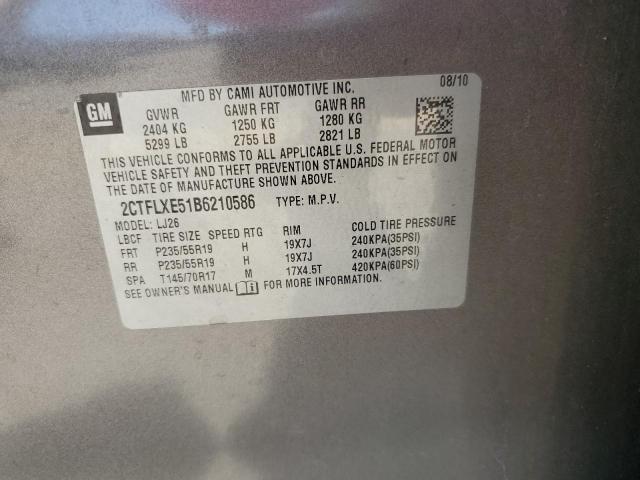 GM
MFD BY CAMI AUTOMOTIVE INC. 08/10
GVWR GAWR FRT GAWR RR
2404 KG 1250 KG 1280 KG
5299 LB 2755 LB 2821 LB
THIS VEHICLE CONFORMS TO ALL APPLICABLE U.S. FEDERAL MOTOR
VEHICLE SAFETY AND THEFT PREVENTION STANDARDS IN EFFECT ON
THE DATE OF MANUFACTURE SHOWN ABOVE.
2CTFLXE51B6210586 TYPE: M.P.V.
MODEL: LJ26
LBCF TIRE SIZE SPEED RTG RIM COLD TIRE PRESSURE
FRT P235/55R19 H 19X7J 240KPA(35PSI)
RR P235/55R19 H 19X7J 240KPA(35PSI)
SPA T145/70R17 M 17X4.5T 420KPA(60PSI)
SEE OWNER'S MANUAL FOR MORE INFORMATION.